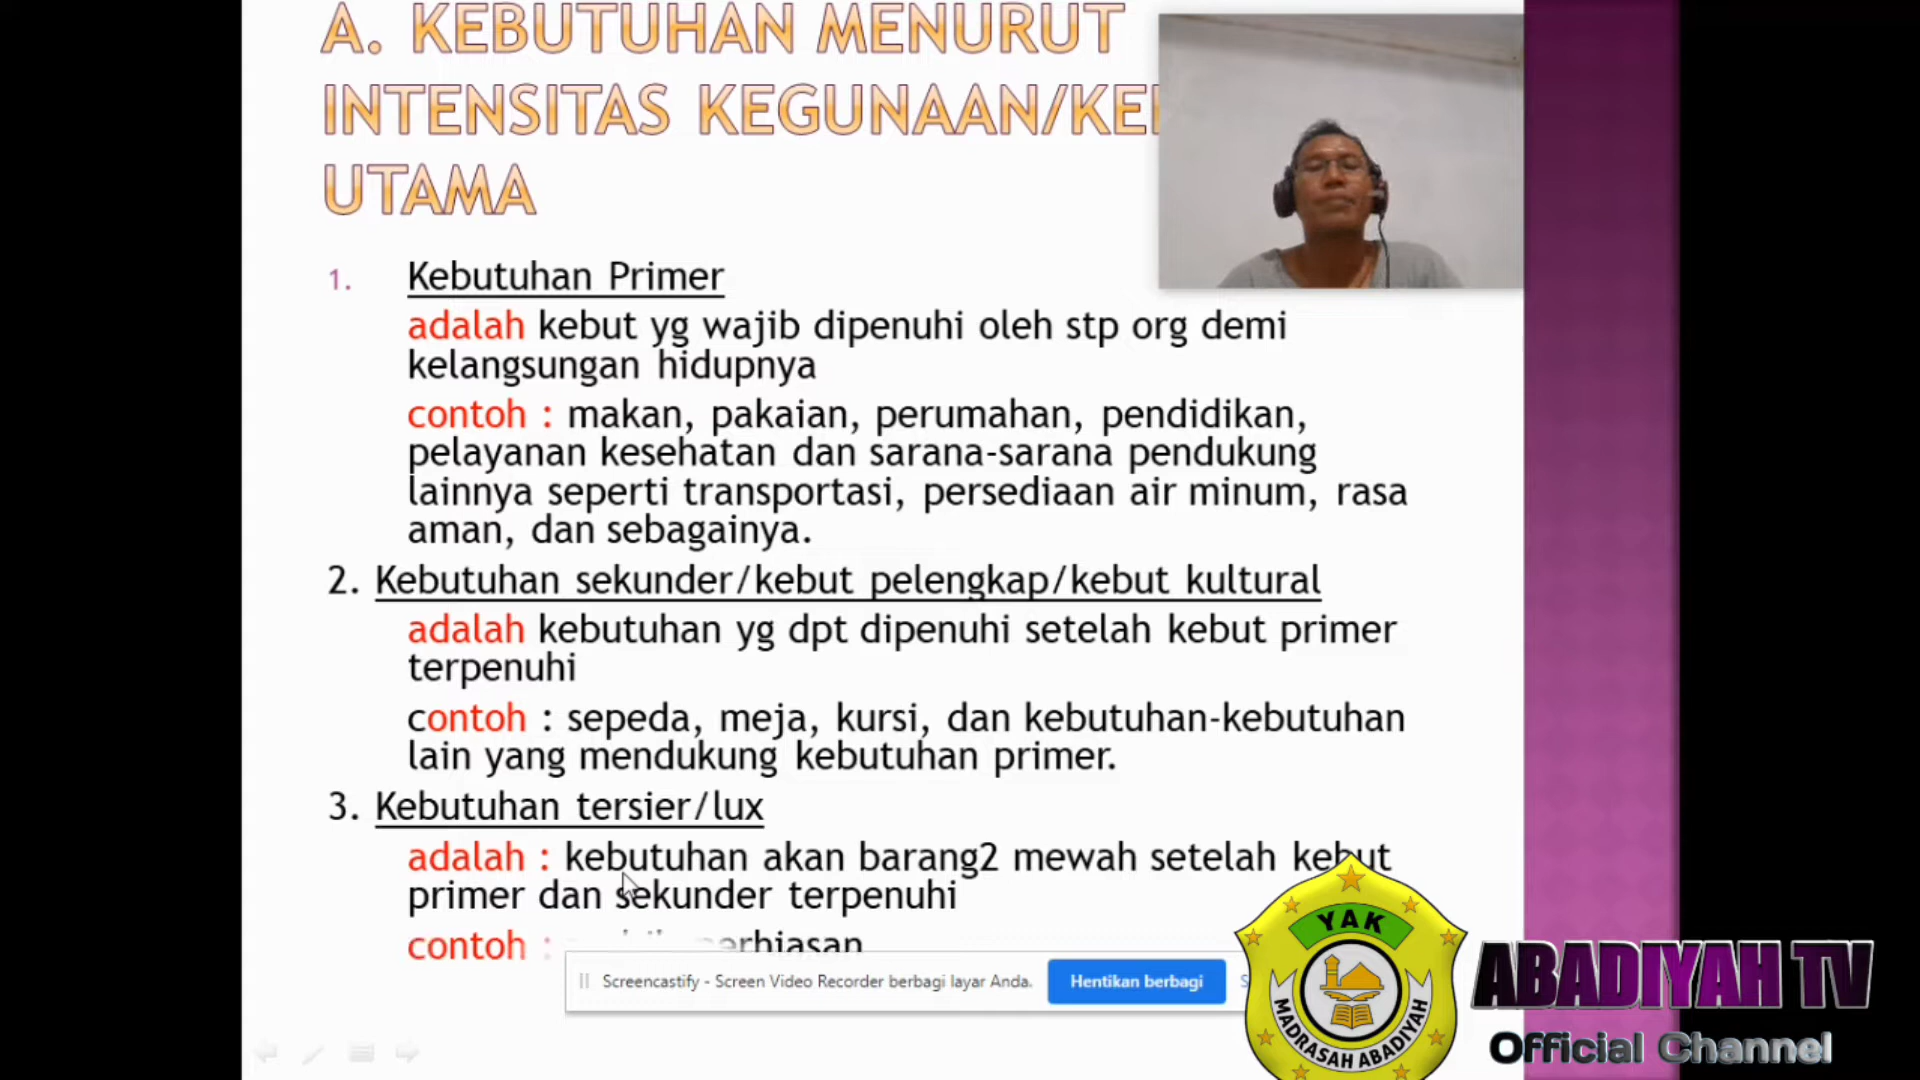 A. KEBUTUHAN MENURUT
INTENSITAS KEGUNAAN/KE
UTAMA
1. Kebutuhan Primer
adalah kebut yg wajib dipenuhi oleh stp org demi
kelangsungan hidupnya
contoh : makan, pakaian, perumahan, pendidikan,
pelayanan kesehatan dan sarana-sarana pendukung
lainnya seperti transportasi, persediaan air minum, rasa
aman, dan sebagainya.
2. Kebutuhan sekunder/kebut pelengkap/kebut kultural
adalah kebutuhan yg dpt dipenuhi setelah kebut primer
terpenuhi
contoh : sepeda, meja, kursi, dan kebutuhan-kebutuhan
lain yang mendukung kebutuhan primer.
3. Kebutuhan tersier/lux
adalah : kebutuhan akan barang2 mewah setelah kebut
primer dan sekunder terpenuhi
contoh : perhiasan
Screencastify - Screen Video Recorder berbagi layar Anda.
Hentikan berbagi
YAK
MADRASAH ABADIYAH
ABADIYAH TV
Official Channel